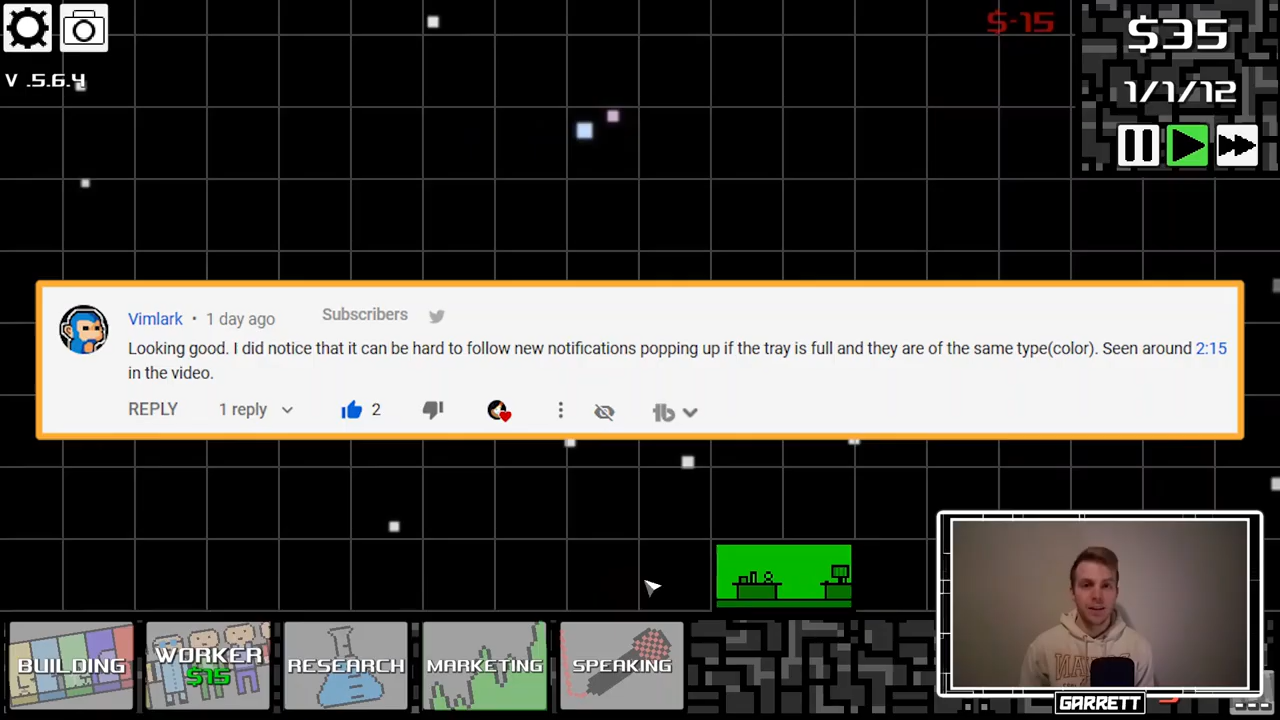 $-15
$35
V .5.6.4
1/1/12
Vimlark • 1 day ago Subscribers
Looking good. I did notice that it can be hard to follow new notifications popping up if the tray is full and they are of the same type(color). Seen around 2:15
in the video.
REPLY 1 reply 2
BUILDING
WORKER
$15
RESEARCH
MARKETING
SPEAKING
GARRETT